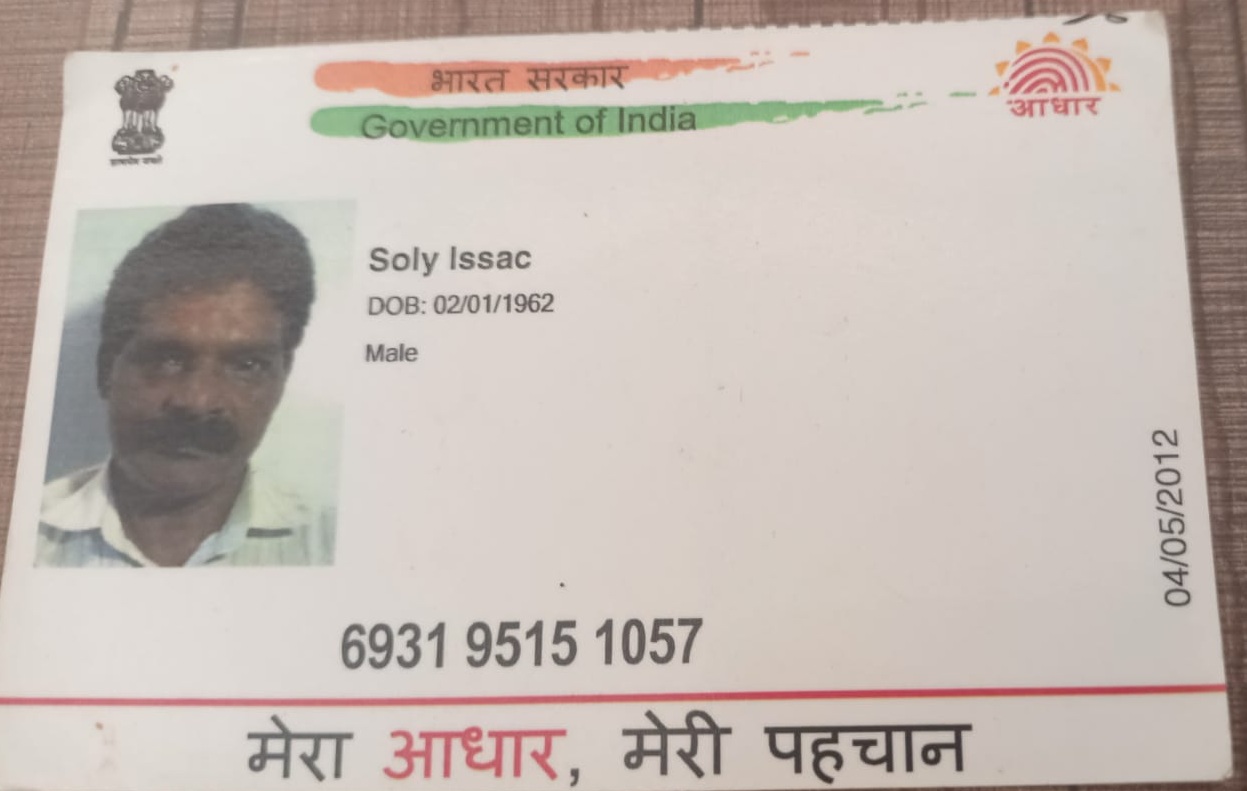 भारत सरकार
Government of India
आधार
Soly Issac
DOB: 02/01/1962
Male
04/05/2012
6931 9515 1057
मेरा आधार, मेरी पहचान